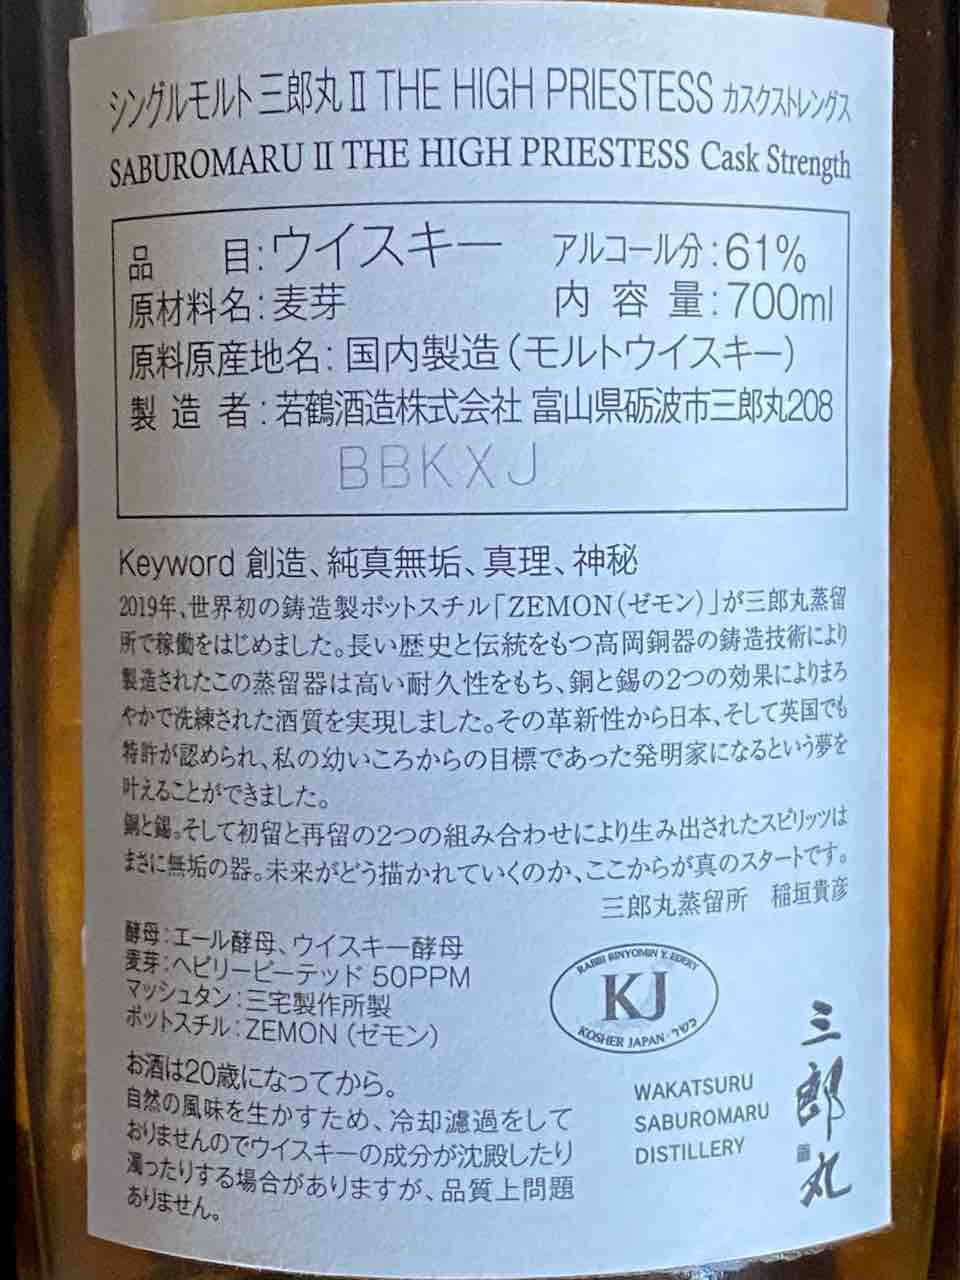 シングルモルト 三郎丸 II THE HIGH PRIESTESS カスクストレングス
SABUROMARU II THE HIGH PRIESTESS Cask Strength
品 目:ウイスキー アルコール分:61%
原材料名:麦芽 内容量:700ml
原料原産地名:国内製造(モルトウイスキー)
製造者:若鶴酒造株式会社 富山県砺波市三郎丸208
BBKXJ
Keyword 創造、純真無垢、真理、神秘
2019年、世界初の鋳造製ポットスチル「ZEMON(ゼモン)」が三郎丸蒸留
所で稼働をはじめました。長い歴史と伝統をもつ高岡銅器の鋳造技術により
製造されたこの蒸留器は高い耐久性をもち、銅と錫の2つの効果によりまろ
やかで洗練された酒質を実現しました。その革新性から日本、そして英国でも
特許が認められ、私の幼いころからの目標であった発明家になるという夢を
叶えることができました。
銅と錫。そして初留と再留の2つの組み合わせにより生み出されたスピリッツは
まさに無垢の器。未来がどう描かれていくのか、ここからが真のスタートです。
三郎丸蒸留所 稲垣貴彦
酵母:エール酵母、ウイスキー酵母
麦芽:ヘビリーピーテッド 50PPM
マッシュタン:三宅製作所製
ポットスチル:ZEMON(ゼモン)
RABBI BINYOMIN Y. EDERY
KJ
KOSHER JAPAN・כשר
お酒は20歳になってから。
自然の風味を生かすため、冷却濾過をして
おりませんのでウイスキーの成分が沈殿したり
濁ったりする場合がありますが、品質上問題
ありません。
WAKATSURU
SABUROMARU
DISTILLERY
三郎丸